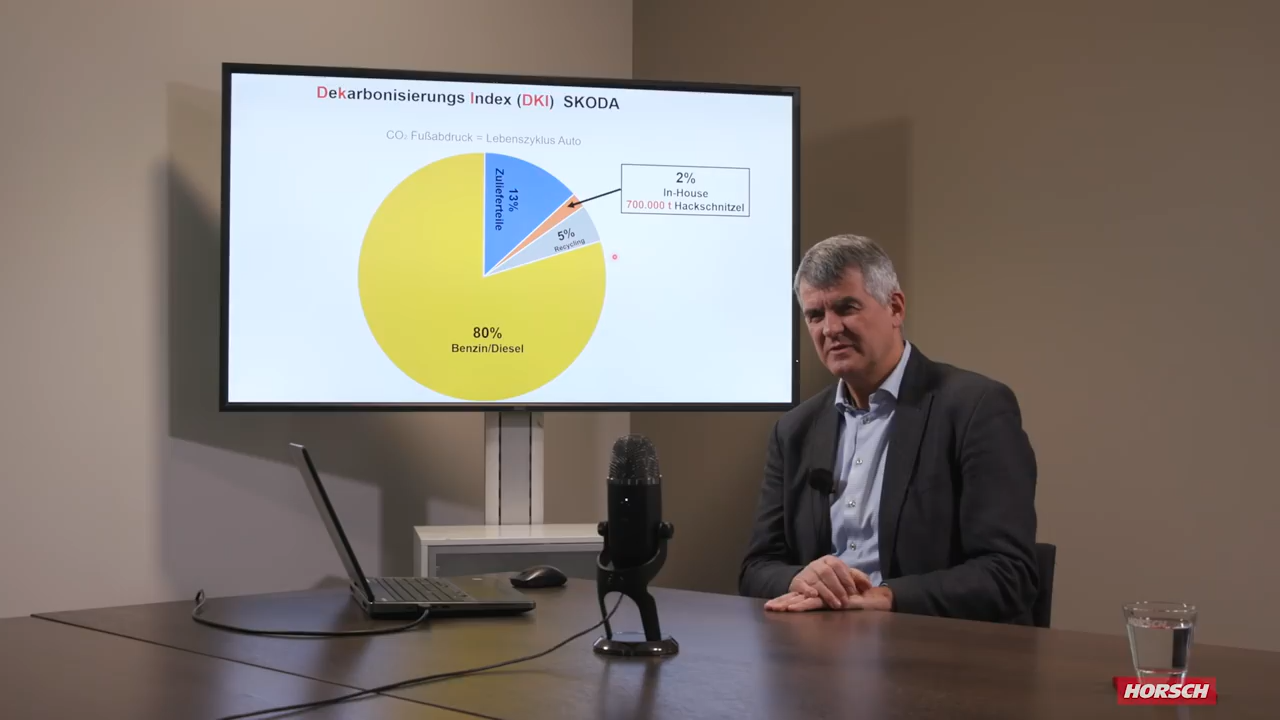 Dekarbonisierungs Index (DKI) SKODA
CO₂ Fußabdruck = Lebenszyklus Auto
13%
Zulieferteile
2%
In-House
700.000 t Hackschnitzel
5%
Recycling
80%
Benzin/Diesel
HORSCH